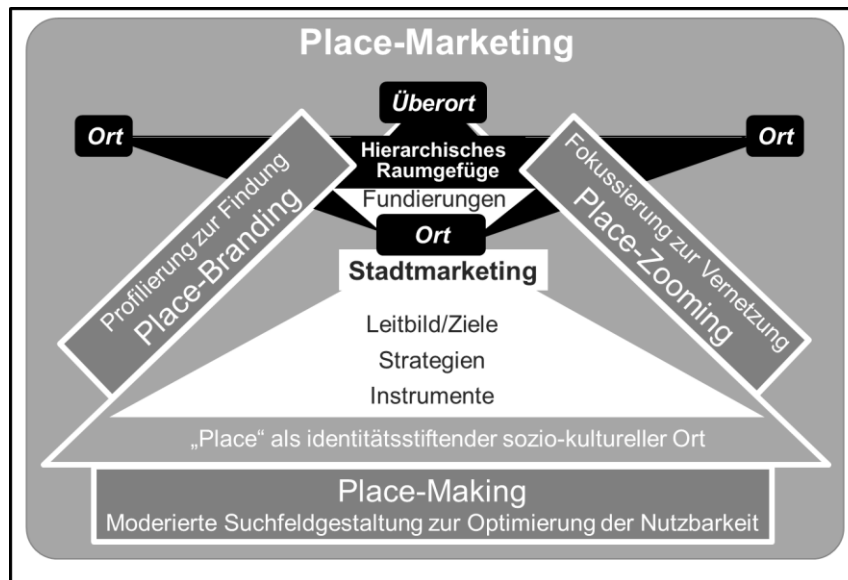 Place-Marketing
Überort
Ort
Ort
Hierarchisches
Raumgefüge
Fundierungen
Ort
Profilierung zur Findung
Place-Branding
Fokussierung zur Vernetzung
Place-Zooming
Stadtmarketing
Leitbild/Ziele
Strategien
Instrumente
„Place“ als identitätsstiftender sozio-kultureller Ort
Place-Making
Moderierte Suchfeldgestaltung zur Optimierung der Nutzbarkeit